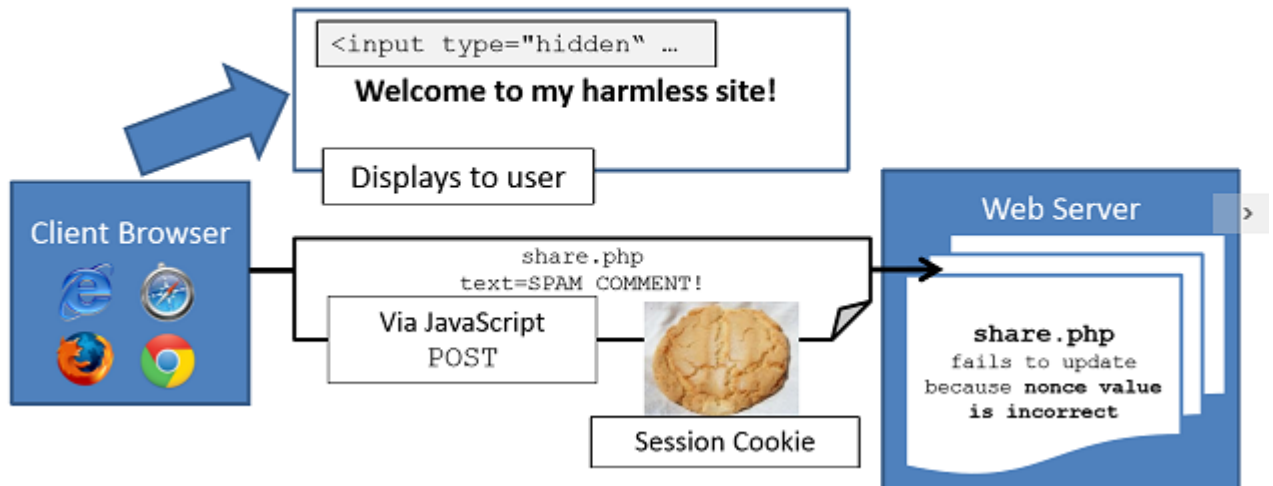 <input type="hidden“ …
Welcome to my harmless site!
Displays to user
Client Browser
Web Server
share.php
text=SPAM COMMENT!
Via JavaScript
POST
Session Cookie
share.php
fails to update
because nonce value
is incorrect